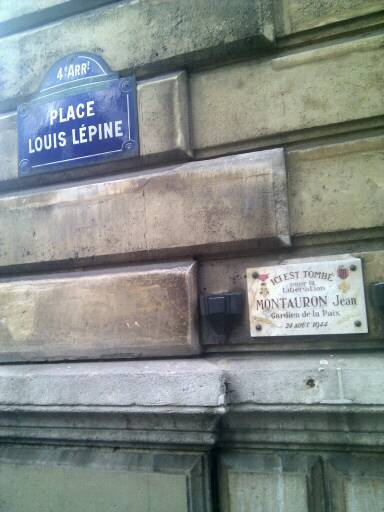 4e ARRt
PLACE
LOUIS LÉPINE
ICI EST TOMBÉ
pour la
Libération
MONTAURON Jean
Gardien de la Paix
24 AOÛT 1944